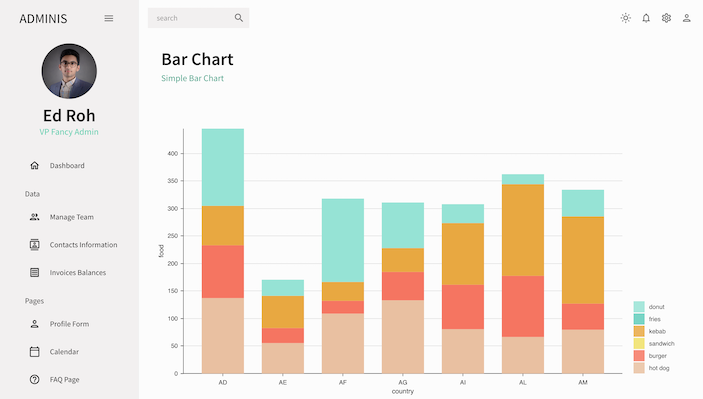 ADMINIS
search
Ed Roh
VP Fancy Admin
Dashboard
Data
Manage Team
Contacts Information
Invoices Balances
Pages
Profile Form
Calendar
FAQ Page
Bar Chart
Simple Bar Chart
400
350
300
250
200
150
100
50
0
food
AD AE AF AG AI AL AM
country
donut
fries
kebab
sandwich
burger
hot dog